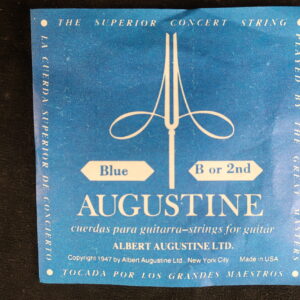 THE SUPERIOR CONCERT STRING
LA CUERDA SUPERIOR DE CONCIERTO
PLAYED BY THE GREAT
Blue
B or 2nd
AUGUSTINE
cuerdas para guitarra–strings for guitar
ALBERT AUGUSTINE LTD.
Copyright 1947 by Albert Augustine Ltd., New York City Made in USA
TOCADA POR LOS GRANDES MAESTROS